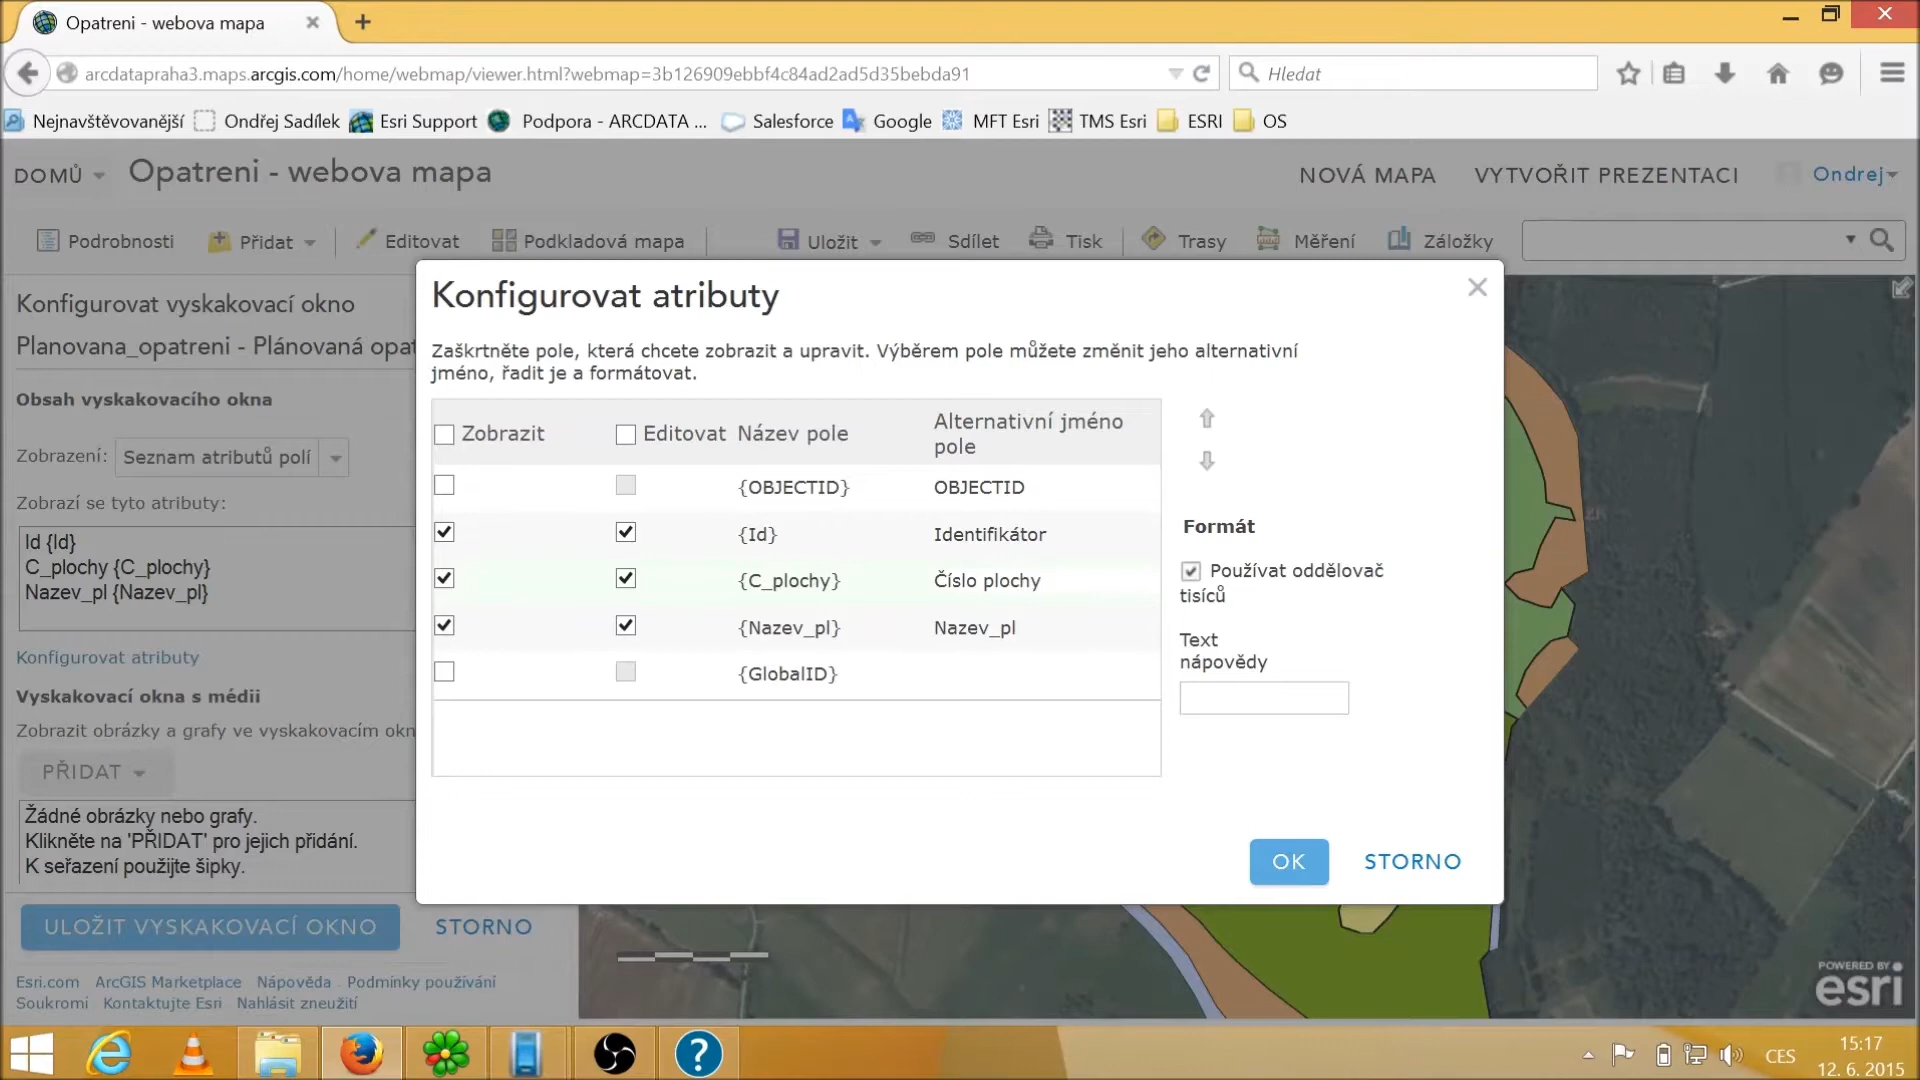 Opatreni - webova mapa
arcdatapraha3.maps.arcgis.com/home/webmap/viewer.html?webmap=3b126909ebbf4c84ad2ad5d35bebda91
Hledat
Nejnavštěvovanější Ondřej Sadílek Esri Support Podpora - ARCDATA ... Salesforce Google MFT Esri TMS Esri ESRI OS
DOMŮ Opatreni - webova mapa NOVÁ MAPA VYTVOŘIT PREZENTACI Ondrej
Podrobnosti Přidat Editovat Podkladová mapa Uložit Sdílet Tisk Trasy Měření Záložky
Konfigurovat vyskakovací okno
Planovana_opatreni - Plánovaná opat
Obsah vyskakovacího okna
Zobrazení: Seznam atributů polí
Zobrazí se tyto atributy:
Id {Id}
C_plochy {C_plochy}
Nazev_pl {Nazev_pl}
Konfigurovat atributy
Vyskakovací okna s médii
Zobrazit obrázky a grafy ve vyskakovacím okn
PŘIDAT
Žádné obrázky nebo grafy.
Klikněte na 'PŘIDAT' pro jejich přidání.
K seřazení použijte šipky.
ULOŽIT VYSKAKOVACÍ OKNO STORNO
Esri.com ArcGIS Marketplace Nápověda Podmínky používání
Soukromí Kontaktujte Esri Nahlásit zneužití
Konfigurovat atributy
Zaškrtněte pole, která chcete zobrazit a upravit. Výběrem pole můžete změnit jeho alternativní
jméno, řadit je a formátovat.
Zobrazit Editovat Název pole Alternativní jméno
pole
{OBJECTID} OBJECTID
{Id} Identifikátor
{C_plochy} Číslo plochy
{Nazev_pl} Nazev_pl
{GlobalID}
Formát
Používat oddělovač
tisíců
Text
nápovědy
OK STORNO
POWERED BY
esri
CES
15:17
12. 6. 2015